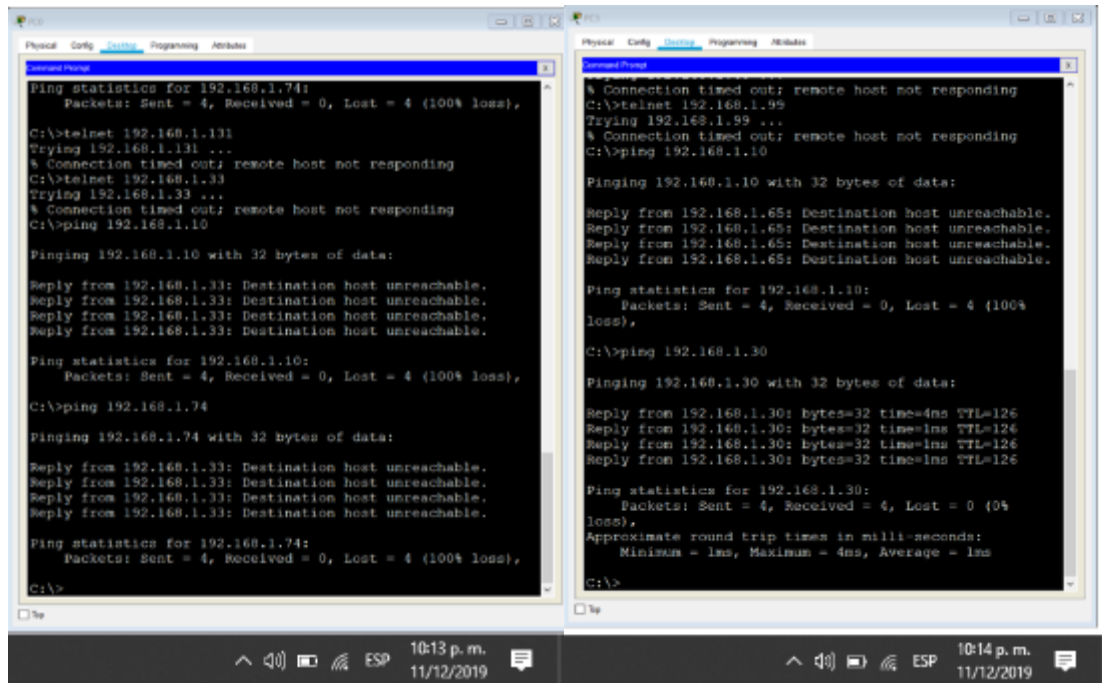 PC0
Physical Config Desktop Programming Attributes
Command Prompt X
Ping statistics for 192.168.1.74:
Packets: Sent = 4, Received = 0, Lost = 4 (100% loss),
C:\>telnet 192.168.1.131
Trying 192.168.1.131 ...
% Connection timed out; remote host not responding
C:\>telnet 192.168.1.33
Trying 192.168.1.33 ...
% Connection timed out; remote host not responding
C:\>ping 192.168.1.10
Pinging 192.168.1.10 with 32 bytes of data:
Reply from 192.168.1.33: Destination host unreachable.
Reply from 192.168.1.33: Destination host unreachable.
Reply from 192.168.1.33: Destination host unreachable.
Reply from 192.168.1.33: Destination host unreachable.
Ping statistics for 192.168.1.10:
Packets: Sent = 4, Received = 0, Lost = 4 (100% loss),
C:\>ping 192.168.1.74
Pinging 192.168.1.74 with 32 bytes of data:
Reply from 192.168.1.33: Destination host unreachable.
Reply from 192.168.1.33: Destination host unreachable.
Reply from 192.168.1.33: Destination host unreachable.
Reply from 192.168.1.33: Destination host unreachable.
Ping statistics for 192.168.1.74:
Packets: Sent = 4, Received = 0, Lost = 4 (100% loss),
C:\>
Top
ESP
10:13 p. m.
11/12/2019
Physical Config Desktop Programming Attributes
Command Prompt X
% Connection timed out; remote host not responding
C:\>telnet 192.168.1.99
Trying 192.168.1.99 ...
% Connection timed out; remote host not responding
C:\>ping 192.168.1.10
Pinging 192.168.1.10 with 32 bytes of data:
Reply from 192.168.1.65: Destination host unreachable.
Reply from 192.168.1.65: Destination host unreachable.
Reply from 192.168.1.65: Destination host unreachable.
Reply from 192.168.1.65: Destination host unreachable.
Ping statistics for 192.168.1.10:
Packets: Sent = 4, Received = 0, Lost = 4 (100%
loss),
C:\>ping 192.168.1.30
Pinging 192.168.1.30 with 32 bytes of data:
Reply from 192.168.1.30: bytes=32 time=4ms TTL=126
Reply from 192.168.1.30: bytes=32 time=1ms TTL=126
Reply from 192.168.1.30: bytes=32 time=1ms TTL=126
Reply from 192.168.1.30: bytes=32 time=1ms TTL=126
Ping statistics for 192.168.1.30:
Packets: Sent = 4, Received = 4, Lost = 0 (0%
loss),
Approximate round trip times in milli-seconds:
Minimum = 1ms, Maximum = 4ms, Average = 1ms
C:\>
Top
ESP
10:14 p. m.
11/12/2019